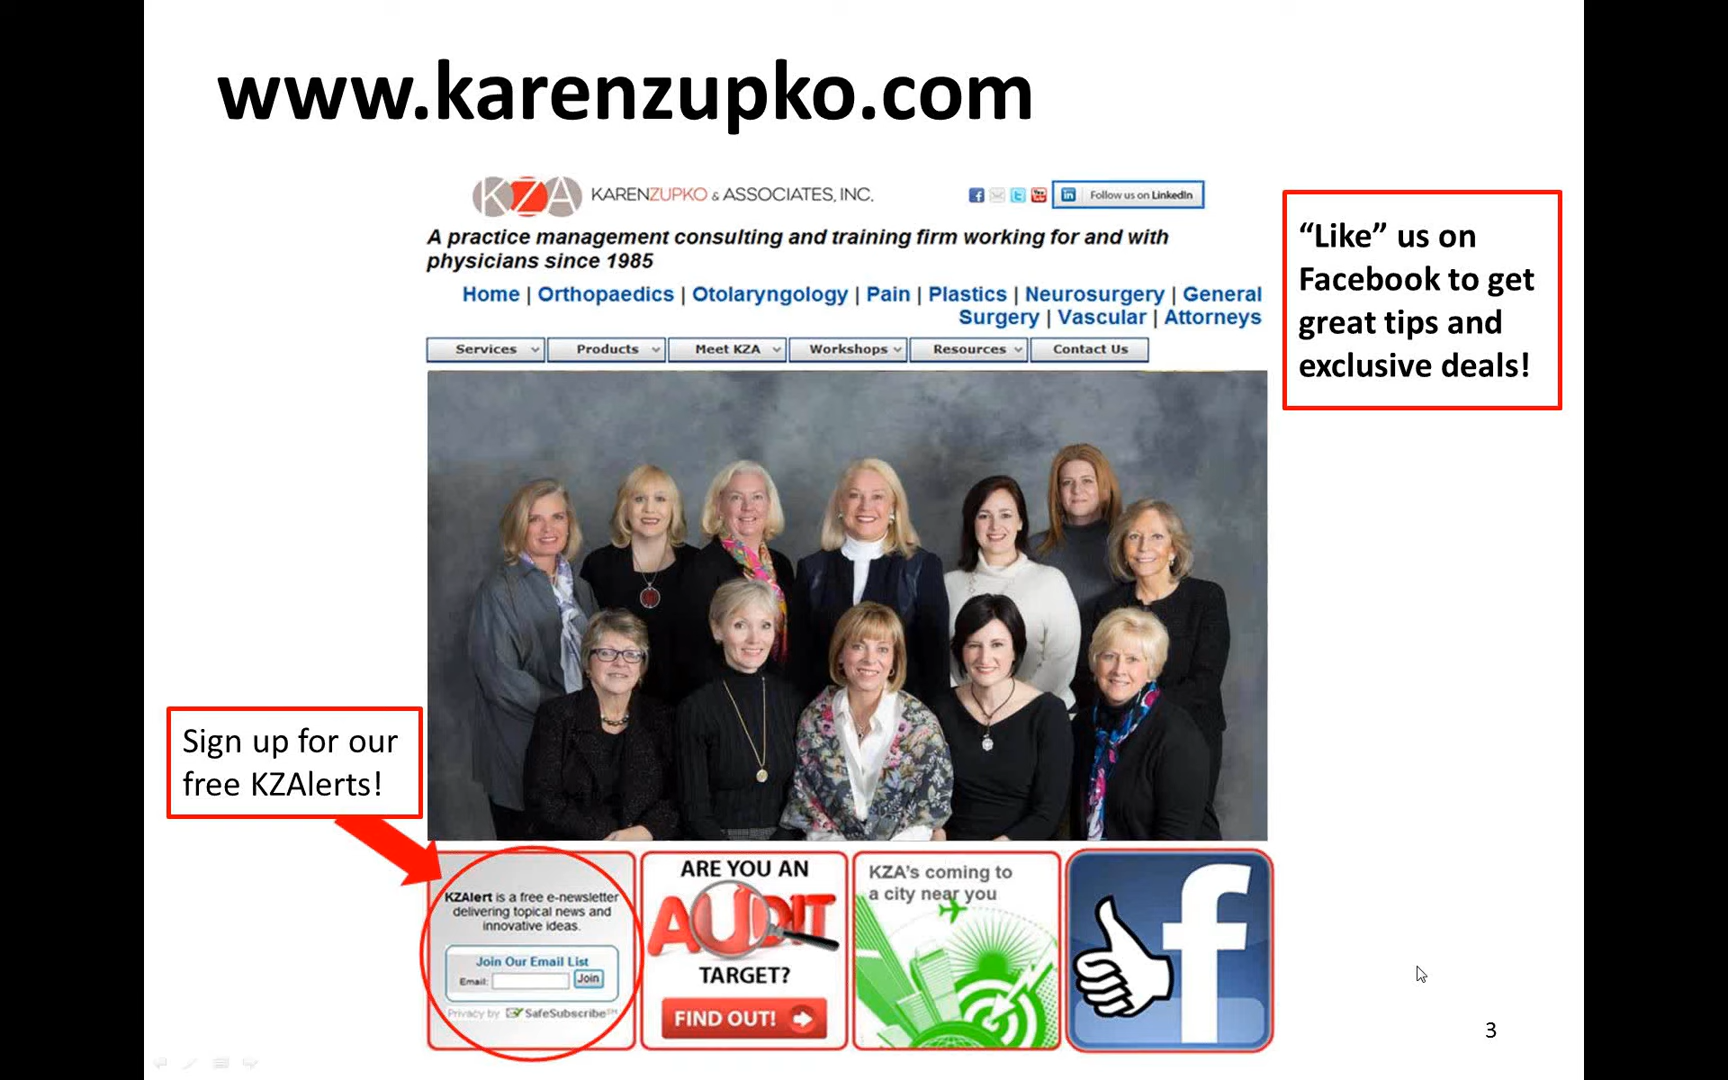 www.karenzupko.com
KZA KARENZUPKO & ASSOCIATES, INC.
Follow us on LinkedIn
A practice management consulting and training firm working for and with
physicians since 1985
Home | Orthopaedics | Otolaryngology | Pain | Plastics | Neurosurgery | General
Surgery | Vascular | Attorneys
Services Products Meet KZA Workshops Resources Contact Us
“Like” us on
Facebook to get
great tips and
exclusive deals!
Sign up for our
free KZAlerts!
KZAlert is a free e-newsletter
delivering topical news and
innovative ideas.
Join Our Email List
Email: Join
Privacy by SafeSubscribe™
ARE YOU AN
AUDIT
TARGET?
FIND OUT!
KZA's coming to
a city near you
f
3